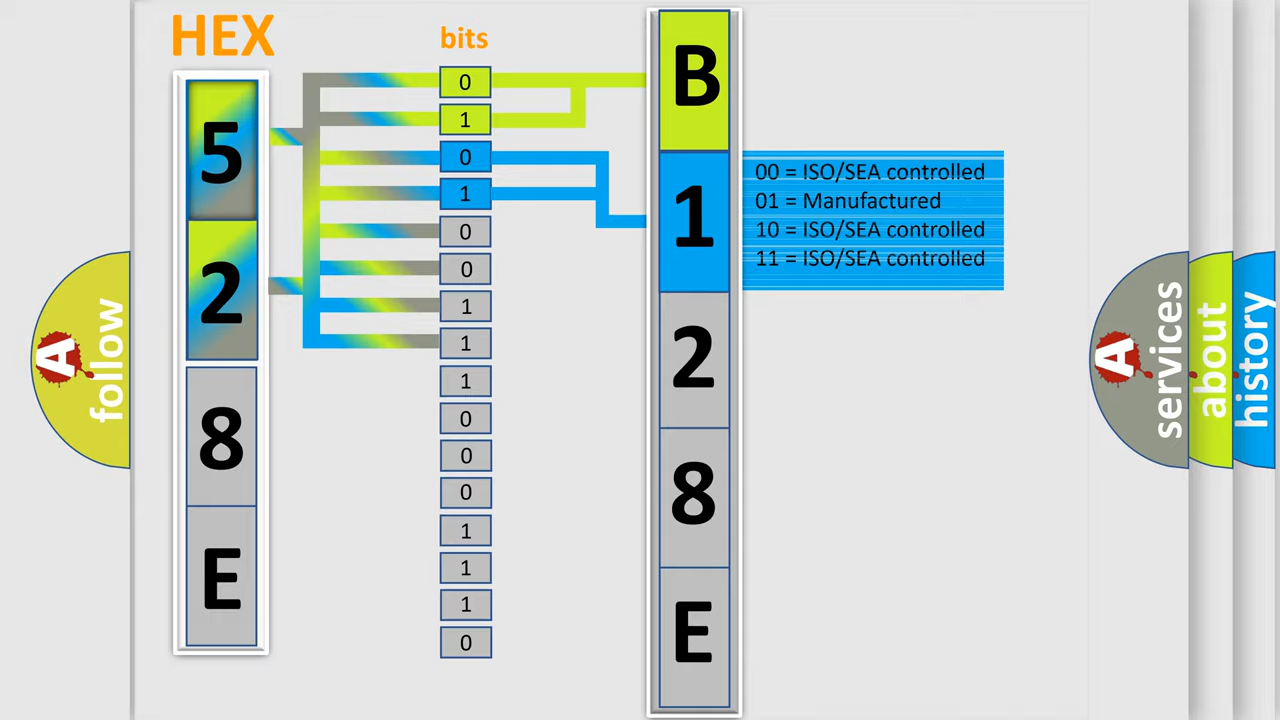 HEX
5
2
8
E
bits
0
1
0
1
0
0
1
1
1
0
0
0
1
1
1
0
B
1
2
8
E
00 = ISO/SEA controlled
01 = Manufactured
10 = ISO/SEA controlled
11 = ISO/SEA controlled
A
follow
A
services
about
history